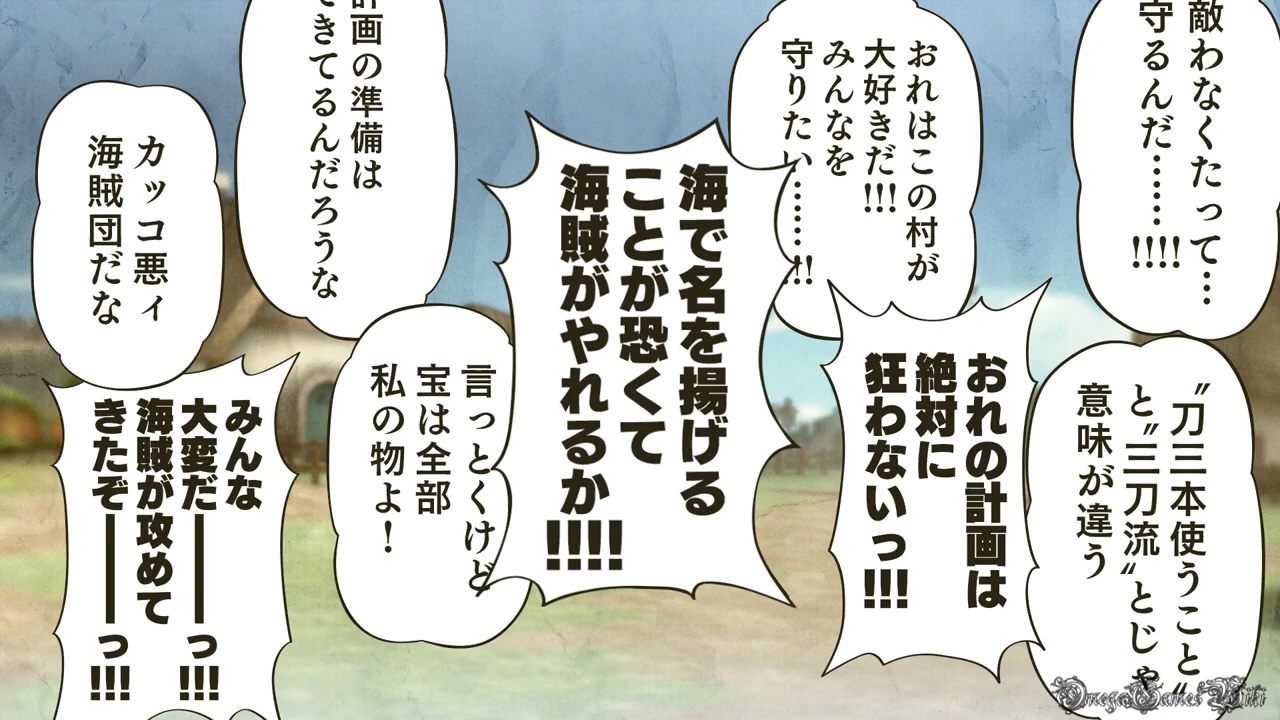 敵わなくたって…
守るんだ……!!!!
おれはこの村が
大好きだ!!!
みんなを
守りたい……!!
〝刀三本使うこと〟
と〝三刀流〟とじゃ
意味が違う
おれの計画は
絶対に
狂わないっ!!!
海で名を揚げる
ことが恐くて
海賊がやれるか
!!!!
計画の準備は
できてるんだろうな
言っとくけど
宝は全部
私の物よ!
カッコ悪ィ
海賊団だな
みんな
大変だ――――っ!!!
海賊が攻めて
きたぞ――――っ!!!
OmegaGames Wiki